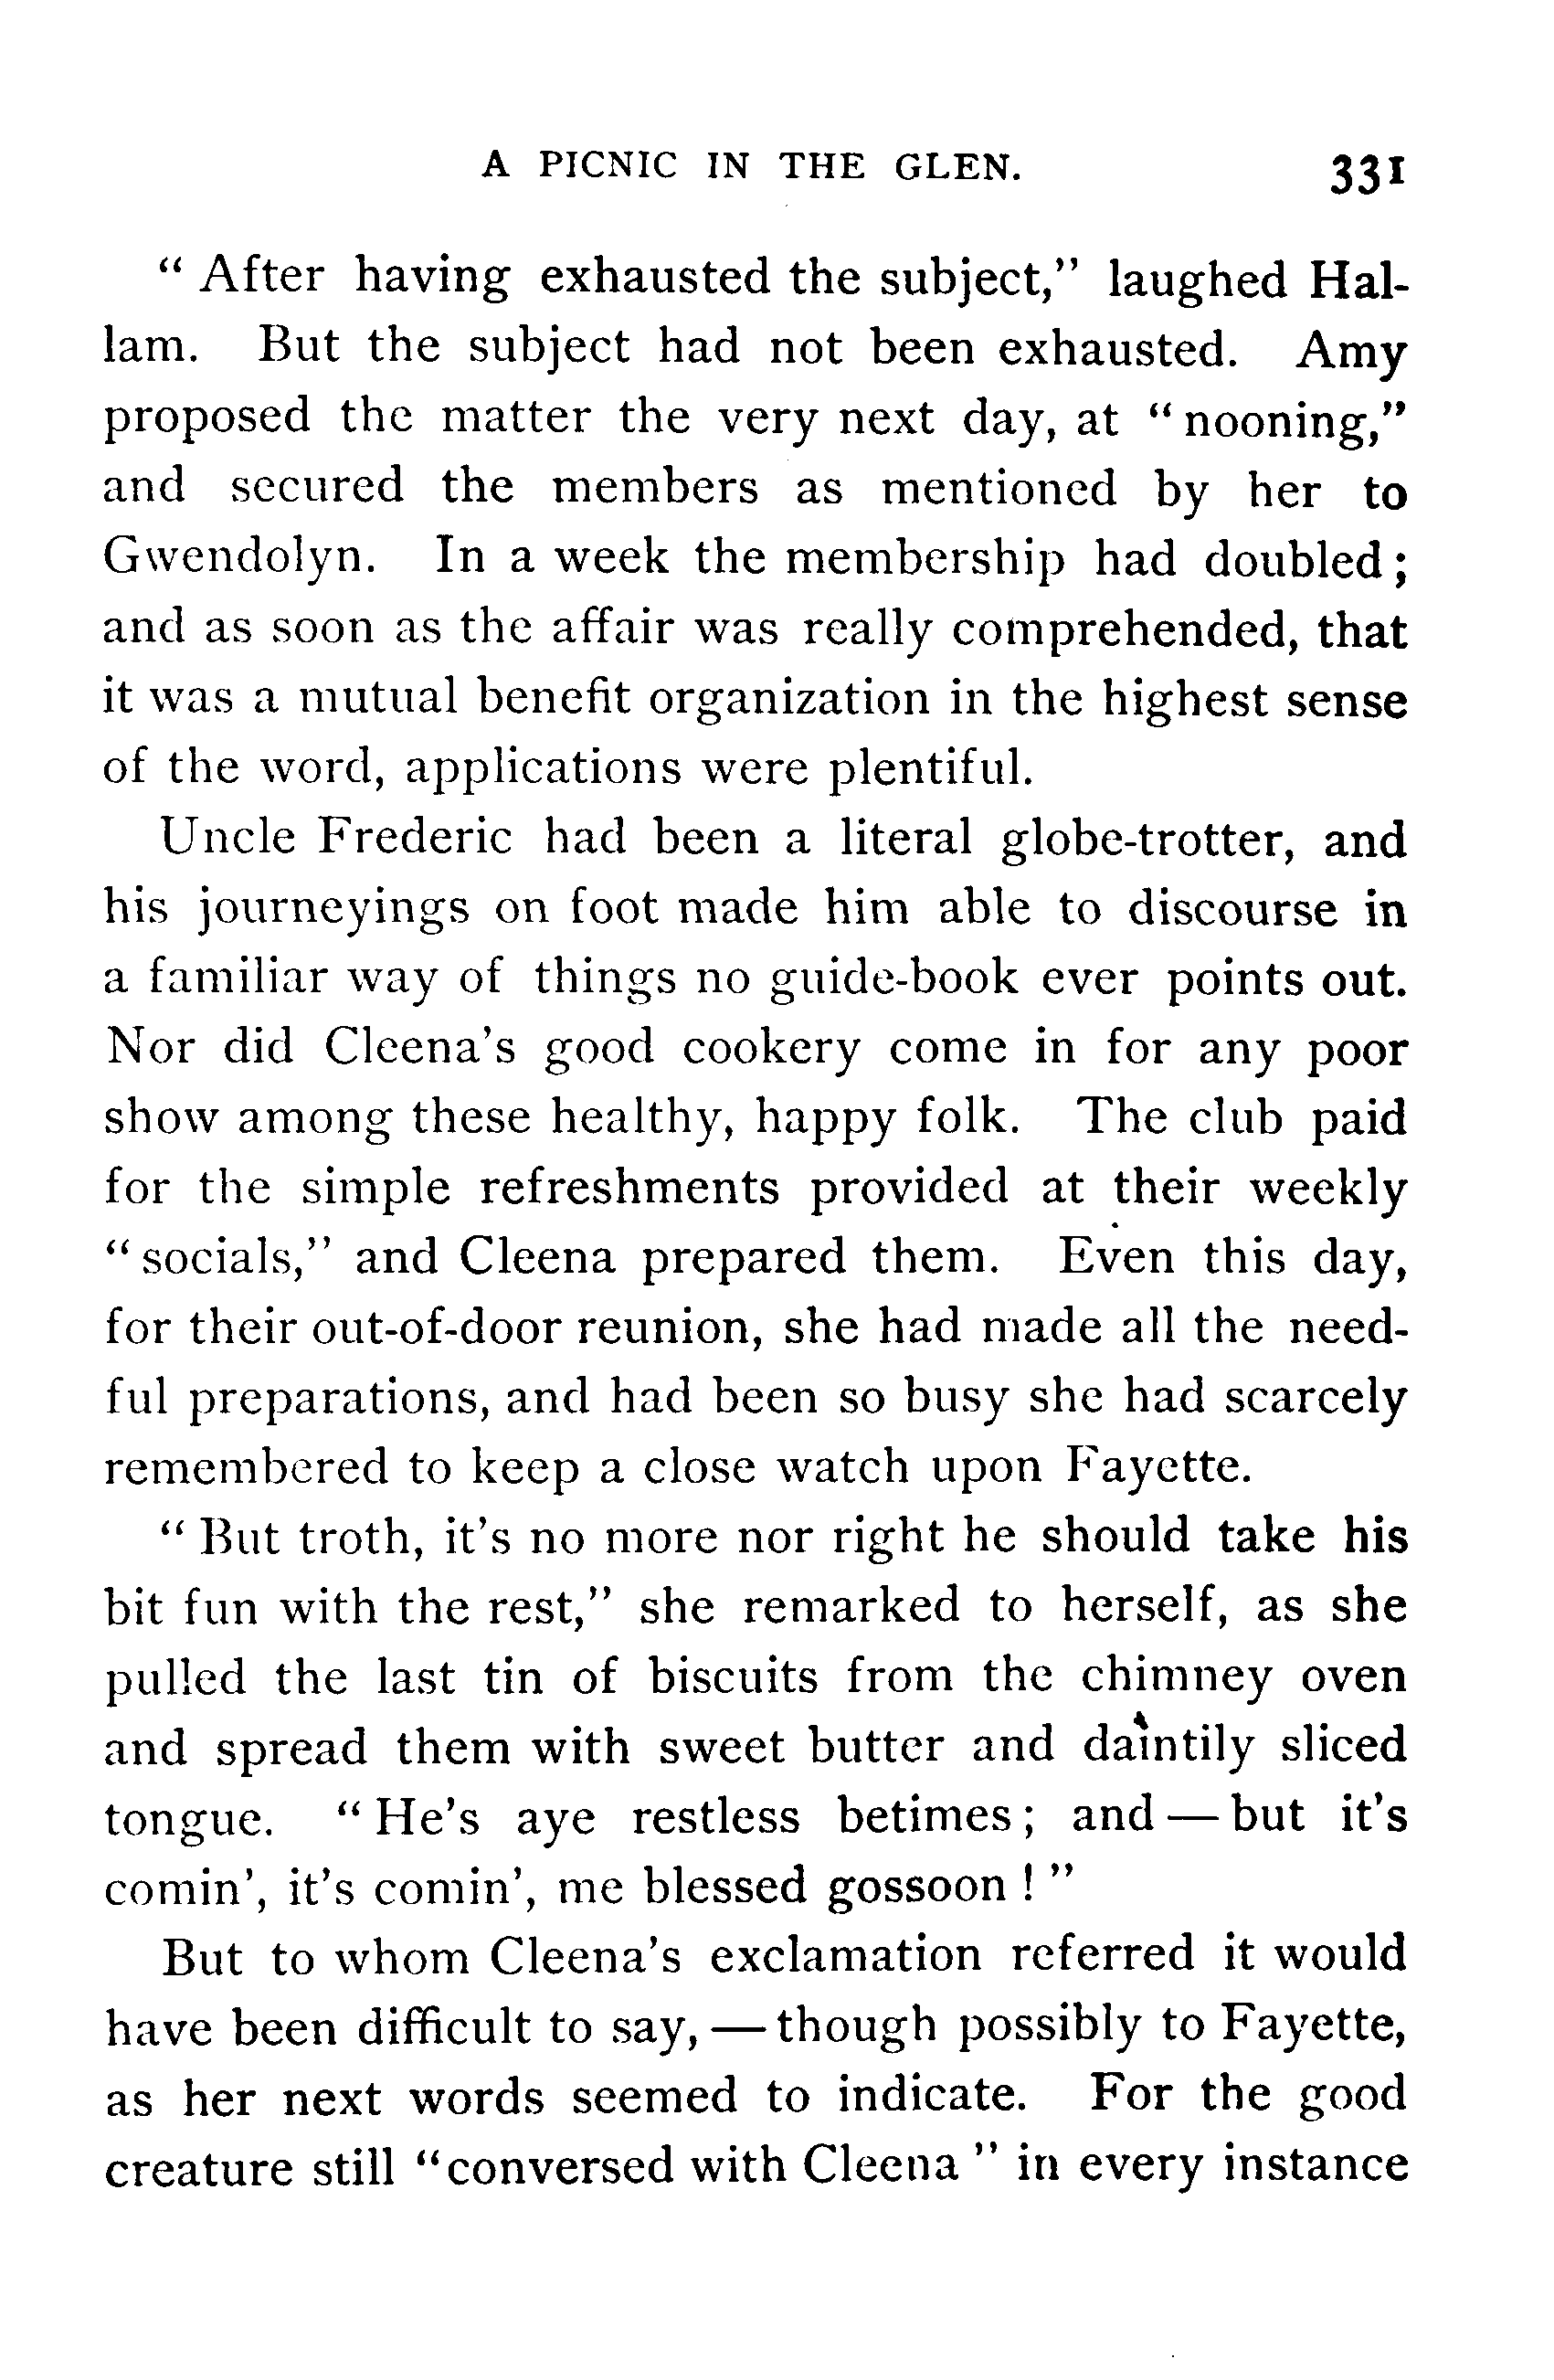 A PICNIC IN THE GLEN. 331
“ After having exhausted the subject,” laughed Hal-
lam. But the subject had not been exhausted. Amy
proposed the matter the very next day, at “ nooning,”
and secured the members as mentioned by her to
Gwendolyn. In a week the membership had doubled ;
and as soon as the affair was really comprehended, that
it was a mutual benefit organization in the highest sense
of the word, applications were plentiful.
Uncle Frederic had been a literal globe-trotter, and
his journeyings on foot made him able to discourse in
a familiar way of things no guide-book ever points out.
Nor did Cleena’s good cookery come in for any poor
show among these healthy, happy folk. The club paid
for the simple refreshments provided at their weekly
“ socials,” and Cleena prepared them. Even this day,
for their out-of-door reunion, she had made all the need-
ful preparations, and had been so busy she had scarcely
remembered to keep a close watch upon Fayette.
“ But troth, it’s no more nor right he should take his
bit fun with the rest,” she remarked to herself, as she
pulled the last tin of biscuits from the chimney oven
and spread them with sweet butter and daintily sliced
tongue. “ He’s aye restless betimes ; and — but it’s
comin’, it’s comin’, me blessed gossoon ! ”
But to whom Cleena’s exclamation referred it would
have been difficult to say, — though possibly to Fayette,
as her next words seemed to indicate. For the good
creature still “conversed with Cleena ” in every instance